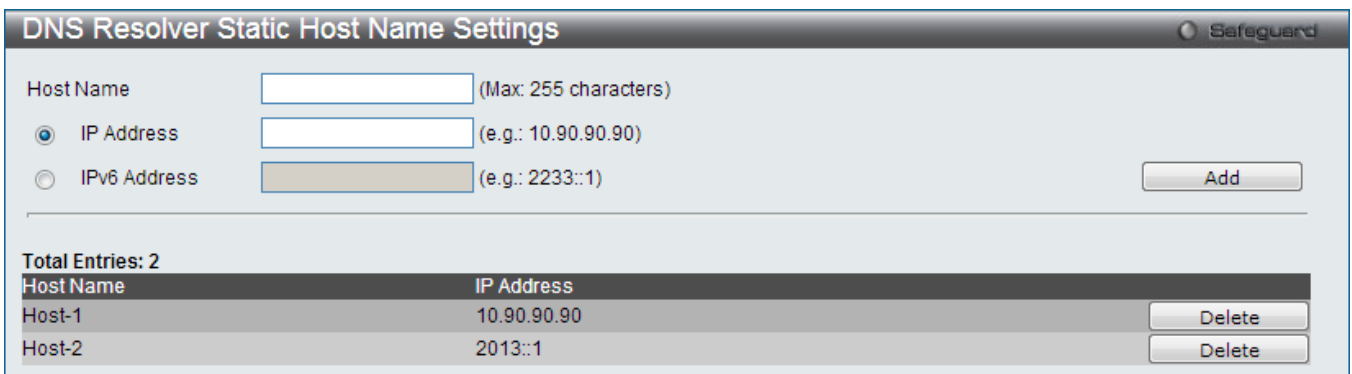 DNS Resolver Static Host Name Settings Safeguard
Host Name (Max: 255 characters)
IP Address (e.g.: 10.90.90.90)
IPv6 Address (e.g.: 2233::1) Add
Total Entries: 2
Host Name IP Address
Host-1 10.90.90.90 Delete
Host-2 2013::1 Delete